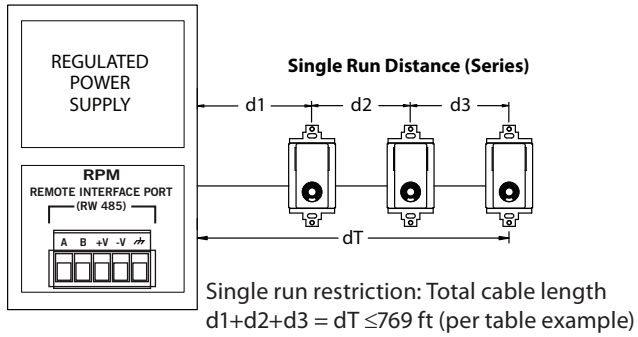 REGULATED
POWER
SUPPLY
Single Run Distance (Series)
d1 d2 d3
RPM
REMOTE INTERFACE PORT
(RW 485)
A B +V -V
dT
Single run restriction: Total cable length
d1+d2+d3 = dT ≤769 ft (per table example)